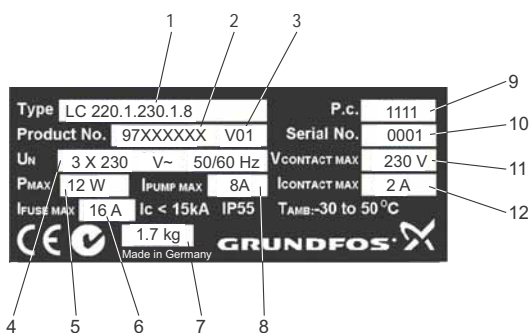 1 2 3
Type LC 220.1.230.1.8 P.c. 1111 9
Product No. 97XXXXXX V01 Serial No. 0001 10
UN 3 X 230 V~ 50/60 Hz VCONTACT MAX 230 V 11
PMAX 12 W IPUMP MAX 8A ICONTACT MAX 2 A 12
IFUSE MAX 16 A Ic < 15kA IP55 TAMB:-30 to 50 °C
CE 1.7 kg GRUNDFOS
Made in Germany
4 5 6 7 8